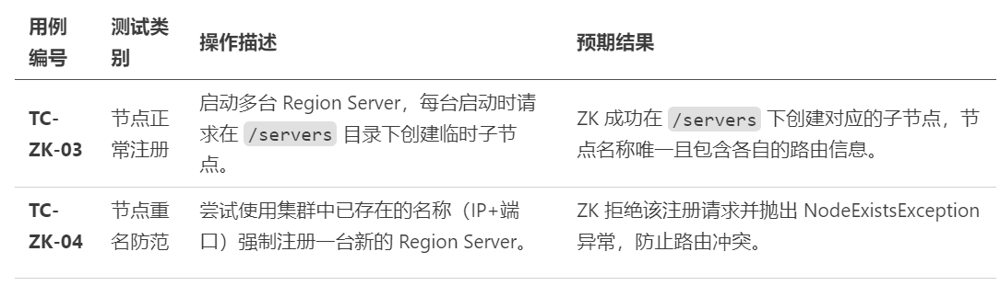 用例编号 测试类别 操作描述 预期结果
TC-ZK-03 节点正常注册 启动多台 Region Server，每台启动时请求在 /servers 目录下创建临时子节点。 ZK 成功在 /servers 下创建对应的子节点，节点名称唯一且包含各自的路由信息。
TC-ZK-04 节点重名防范 尝试使用集群中已存在的名称（IP+端口）强制注册一台新的 Region Server。 ZK 拒绝该注册请求并抛出 NodeExistsException 异常，防止路由冲突。